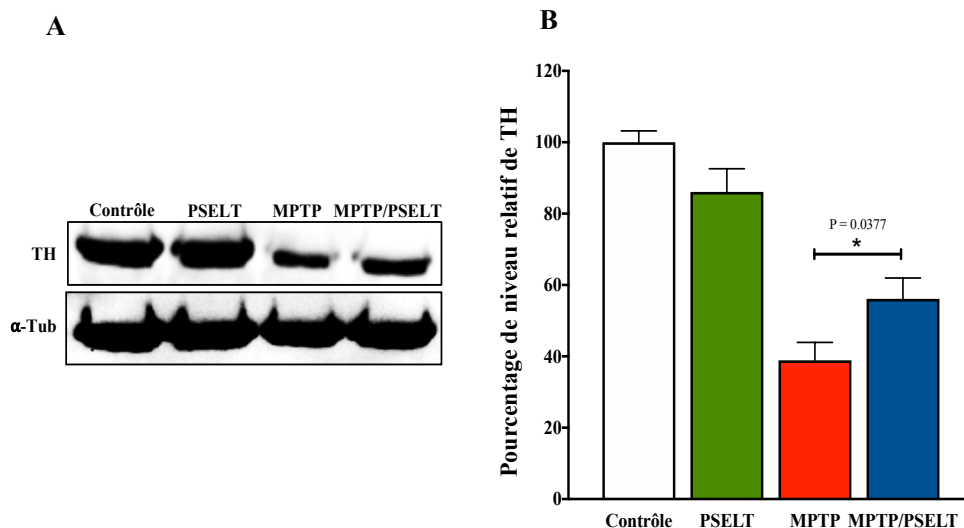 A
Contrôle PSELT MPTP MPTP/PSELT
TH
α-Tub
B
Pourcentage de niveau relatif de TH
120
100
80
60
40
20
0
P = 0.0377
*
Contrôle PSELT MPTP MPTP/PSELT